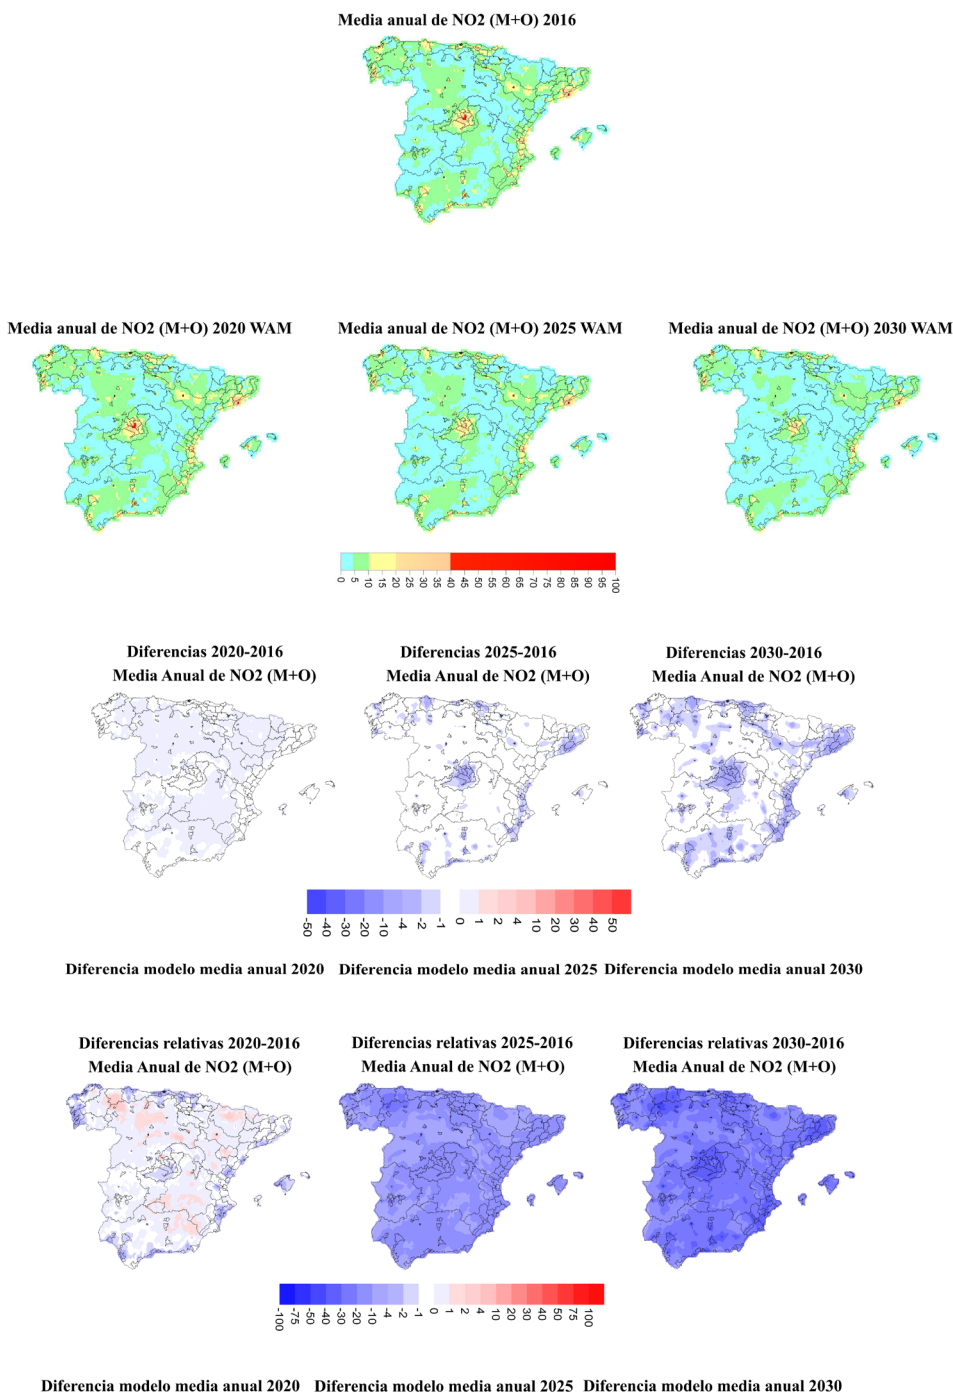 Media anual de NO2 (M+O) 2016
Media anual de NO2 (M+O) 2020 WAM
Media anual de NO2 (M+O) 2025 WAM
Media anual de NO2 (M+O) 2030 WAM
0 5 10 15 20 25 30 35 40 45 50 55 60 65 70 75 80 85 90 95 100
Diferencias 2020-2016
Media Anual de NO2 (M+O)
Diferencias 2025-2016
Media Anual de NO2 (M+O)
Diferencias 2030-2016
Media Anual de NO2 (M+O)
-50 -40 -30 -20 -10 -4 -2 -1 0 1 2 4 10 20 30 40 50
Diferencia modelo media anual 2020
Diferencia modelo media anual 2025
Diferencia modelo media anual 2030
Diferencias relativas 2020-2016
Media Anual de NO2 (M+O)
Diferencias relativas 2025-2016
Media Anual de NO2 (M+O)
Diferencias relativas 2030-2016
Media Anual de NO2 (M+O)
-100 -75 -50 -40 -30 -20 -10 -4 -2 -1 0 1 2 4 10 20 30 40 50 75 100
Diferencia modelo media anual 2020
Diferencia modelo media anual 2025
Diferencia modelo media anual 2030